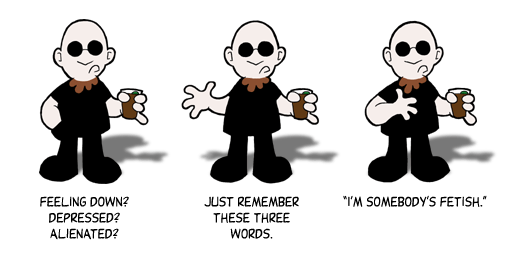 FEELING DOWN?
DEPRESSED?
ALIENATED?
JUST REMEMBER
THESE THREE
WORDS.
"I'M SOMEBODY'S FETISH."